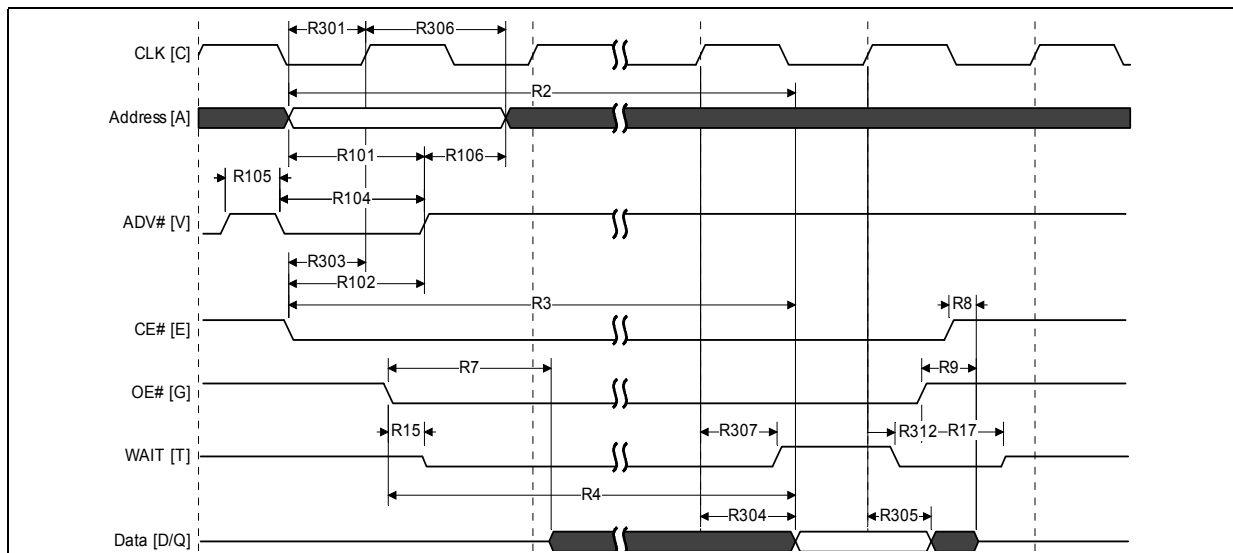 R301 R306
CLK [C]
R2
Address [A]
R101 R106
R105
R104
ADV# [V]
R303
R102
R3
R8
CE# [E]
R7 R9
OE# [G]
R15 R307 R312 R17
WAIT [T]
R4
R304 R305
Data [D/Q]